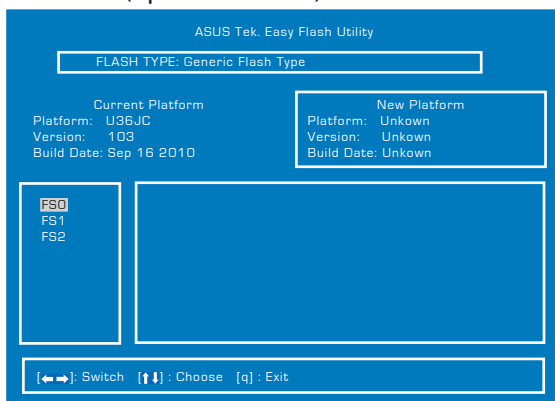 ASUS Tek. Easy Flash Utility
FLASH TYPE: Generic Flash Type
Current Platform
Platform: U36JC
Version: 103
Build Date: Sep 16 2010
New Platform
Platform: Unkown
Version: Unkown
Build Date: Unkown
FS0
FS1
FS2
[←→]: Switch [↑↓] : Choose [q] : Exit